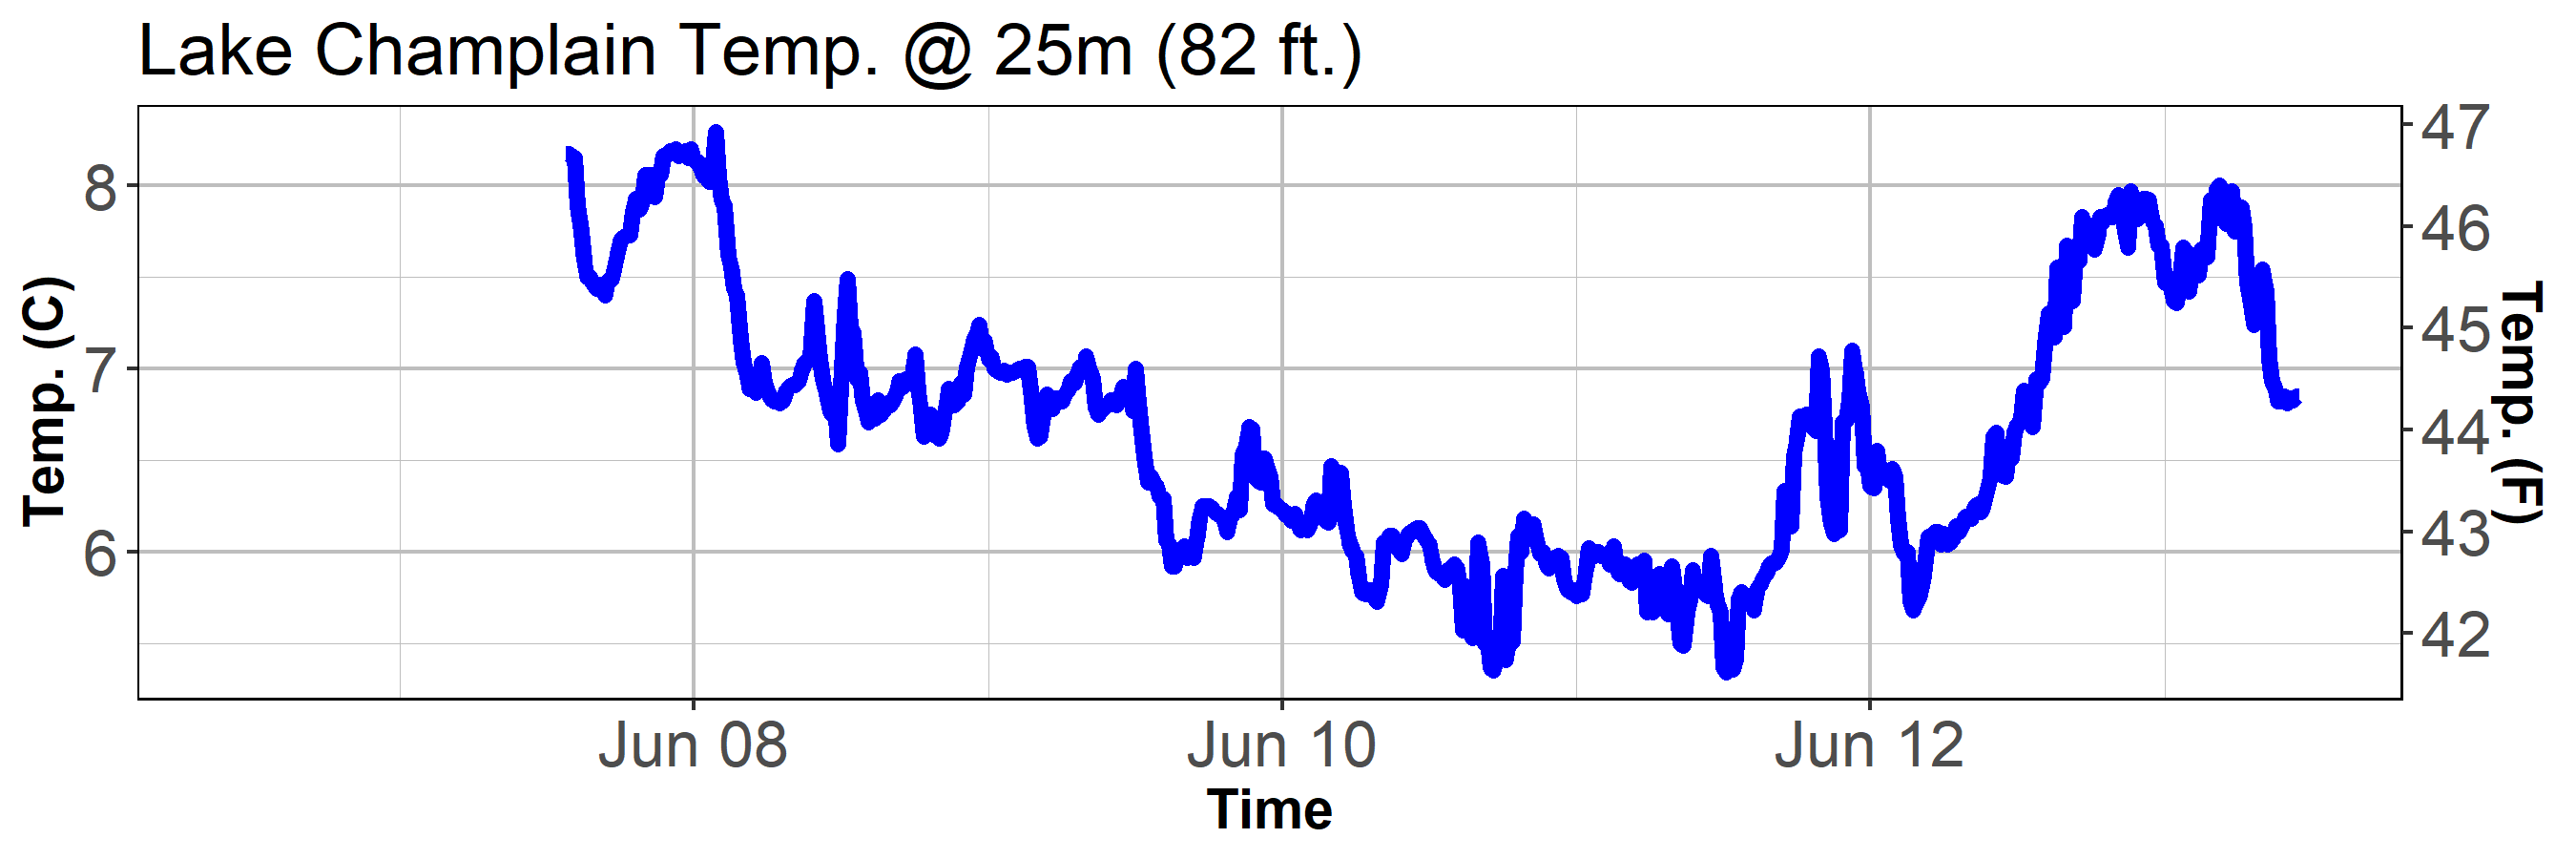 Lake Champlain Temp. @ 25m (82 ft.)
Temp. (C)
8
7
6
47
46
45
44
43
42
Temp. (F)
Jun 08 Jun 10 Jun 12
Time